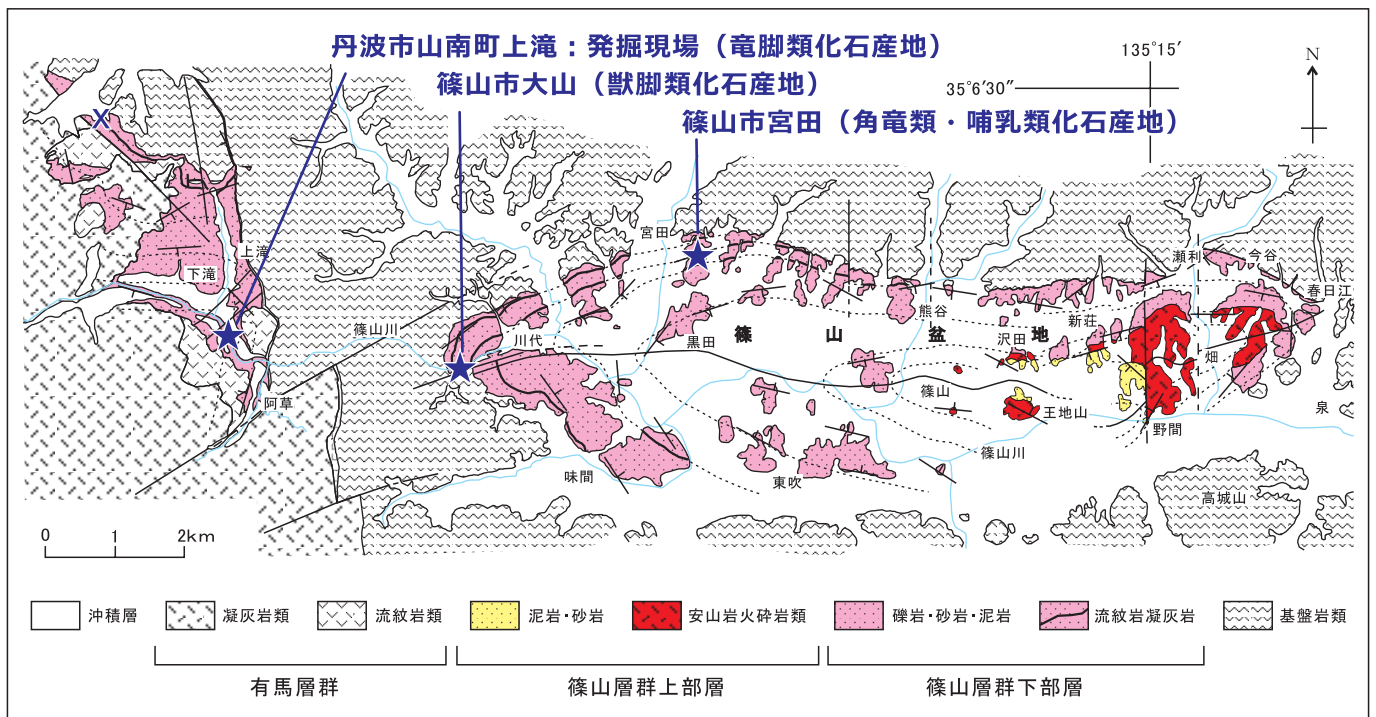 丹波市山南町上滝：発掘現場（竜脚類化石産地）
篠山市大山（獣脚類化石産地）
篠山市宮田（角竜類・哺乳類化石産地）
135°15′
35°6′30″
N
X
宮田
上滝
下滝
瀬利
今谷
春日江
篠山川
川代
黒田
篠山盆地
熊谷
沢田
新荘
畑
阿草
篠山
王地山
野間
泉
篠山川
味間
東吹
高城山
0 1 2km
沖積層 凝灰岩類 流紋岩類 泥岩・砂岩 安山岩火砕岩類 礫岩・砂岩・泥岩 流紋岩凝灰岩 基盤岩類
有馬層群 篠山層群上部層 篠山層群下部層